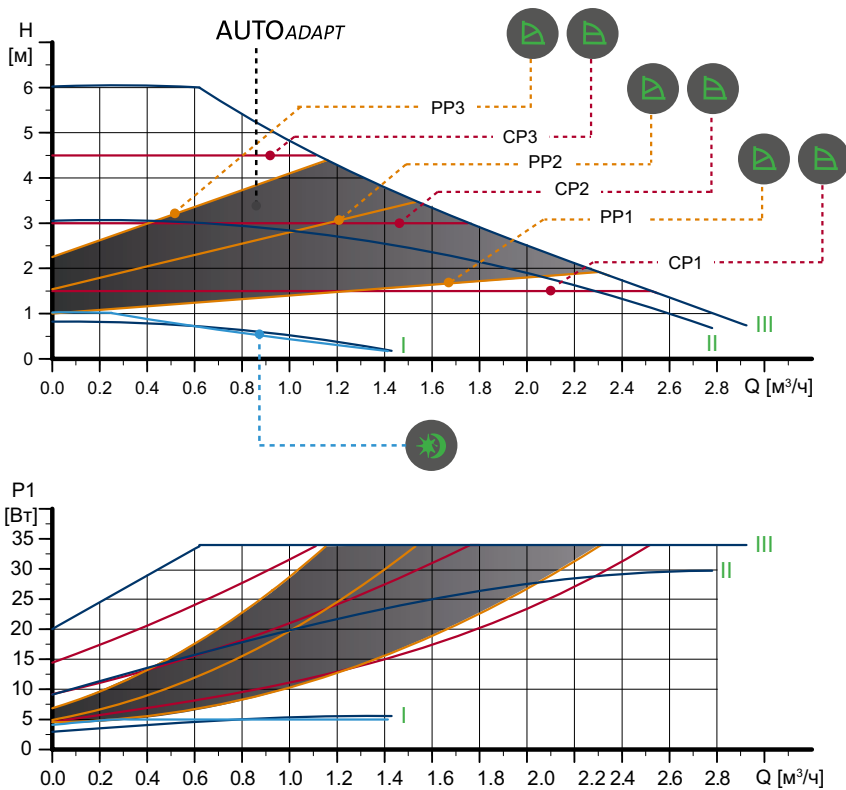 H
[м]
AUTOADAPT
PP3
CP3
PP2
CP2
PP1
CP1
6
5
4
3
2
1
0
I
II
III
0.0 0.2 0.4 0.6 0.8 1.0 1.2 1.4 1.6 1.8 2.0 2.2 2.4 2.6 2.8 Q [м³/ч]
P1
[Вт]
35
30
25
20
15
10
5
0
III
II
I
0.0 0.2 0.4 0.6 0.8 1.0 1.2 1.4 1.6 1.8 2.0 2.2 2.4 2.6 2.8 Q [м³/ч]